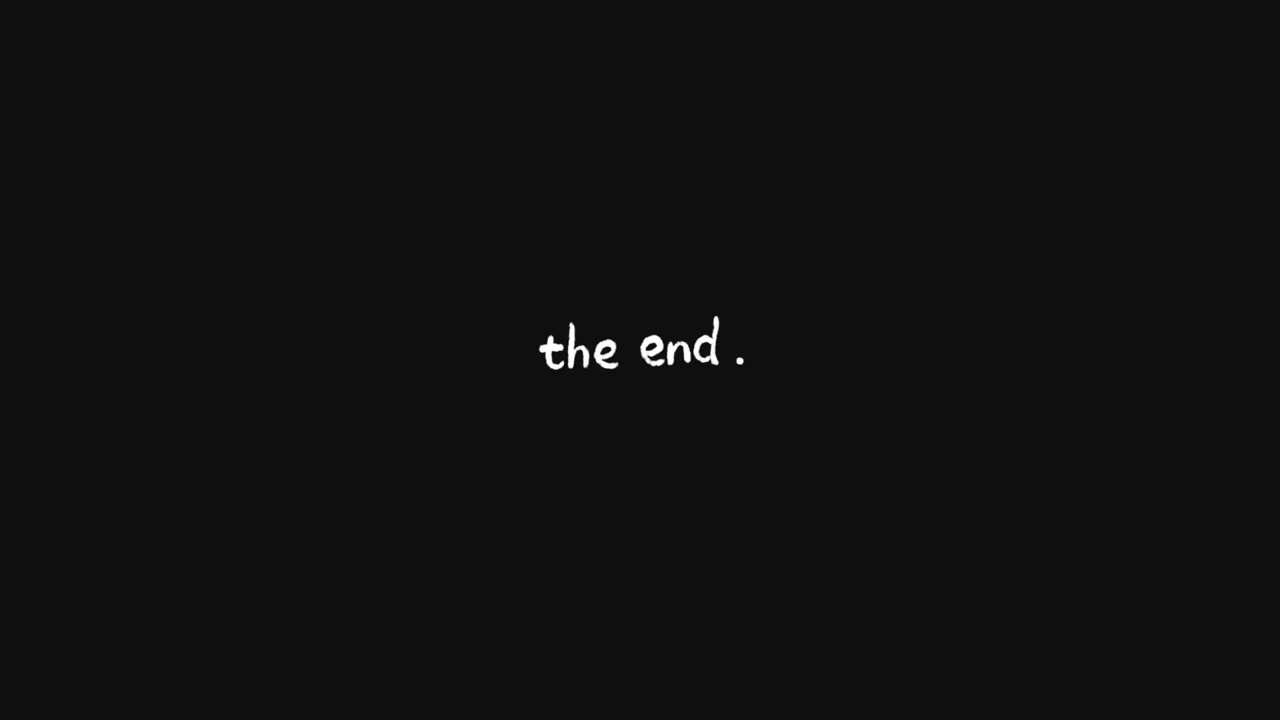 the end .